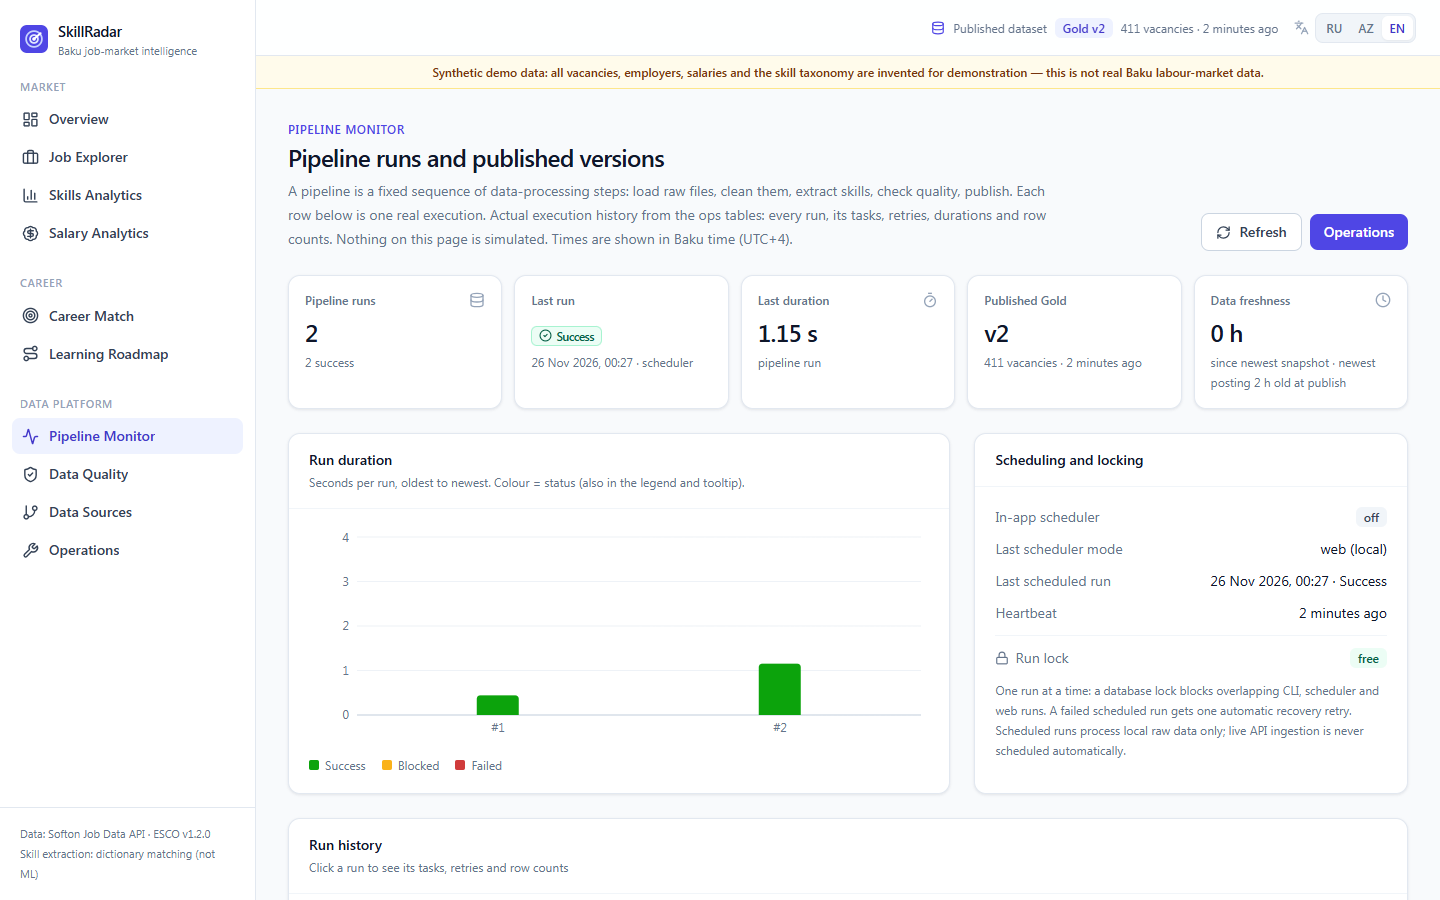 SkillRadar
Baku job-market intelligence
MARKET
Overview
Job Explorer
Skills Analytics
Salary Analytics
CAREER
Career Match
Learning Roadmap
DATA PLATFORM
Pipeline Monitor
Data Quality
Data Sources
Operations
Data: Softon Job Data API · ESCO v1.2.0
Skill extraction: dictionary matching (not
ML)
Published dataset Gold v2 411 vacancies · 2 minutes ago RU AZ EN
Synthetic demo data: all vacancies, employers, salaries and the skill taxonomy are invented for demonstration — this is not real Baku labour-market data.
PIPELINE MONITOR
Pipeline runs and published versions
A pipeline is a fixed sequence of data-processing steps: load raw files, clean them, extract skills, check quality, publish. Each
row below is one real execution. Actual execution history from the ops tables: every run, its tasks, retries, durations and row
counts. Nothing on this page is simulated. Times are shown in Baku time (UTC+4).
Refresh
Operations
Pipeline runs
2
2 success
Last run
Success
26 Nov 2026, 00:27 · scheduler
Last duration
1.15 s
pipeline run
Published Gold
v2
411 vacancies · 2 minutes ago
Data freshness
0 h
since newest snapshot · newest
posting 2 h old at publish
Run duration
Seconds per run, oldest to newest. Colour = status (also in the legend and tooltip).
4
3
2
1
0
#1 #2
Success Blocked Failed
Scheduling and locking
In-app scheduler off
Last scheduler mode web (local)
Last scheduled run 26 Nov 2026, 00:27 · Success
Heartbeat 2 minutes ago
Run lock free
One run at a time: a database lock blocks overlapping CLI, scheduler and
web runs. A failed scheduled run gets one automatic recovery retry.
Scheduled runs process local raw data only; live API ingestion is never
scheduled automatically.
Run history
Click a run to see its tasks, retries and row counts